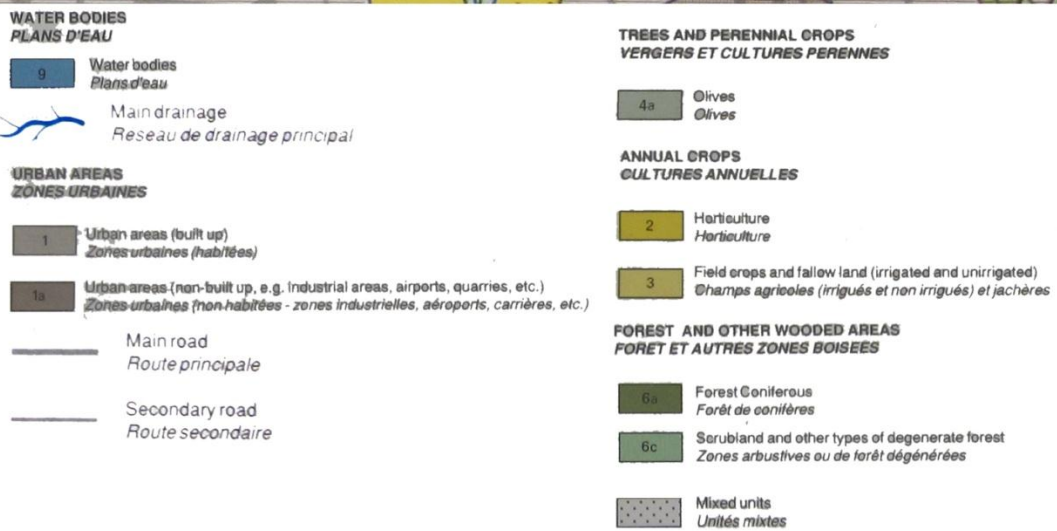 WATER BODIES
PLANS D'EAU
9
Water bodies
Plans d'eau
Main drainage
Reseau de drainage principal
URBAN AREAS
ZONES URBAINES
1
Urban areas (built up)
Zones urbaines (habitées)
1a
Urban areas (non-built up, e.g. industrial areas, airports, quarries, etc.)
Zones urbaines (non habitées - zones industrielles, aéroports, carrières, etc.)
Main road
Route principale
Secondary road
Route secondaire
TREES AND PERENNIAL CROPS
VERGERS ET CULTURES PERENNES
4a
Olives
Olives
ANNUAL CROPS
CULTURES ANNUELLES
2
Horticulture
Horticulture
3
Field crops and fallow land (irrigated and unirrigated)
Champs agricoles (irrigués et non irrigués) et jachères
FOREST AND OTHER WOODED AREAS
FORET ET AUTRES ZONES BOISEES
6a
Forest Coniferous
Forêt de conifères
6c
Scrubland and other types of degenerate forest
Zones arbustives ou de forêt dégénérées
Mixed units
Unités mixtes